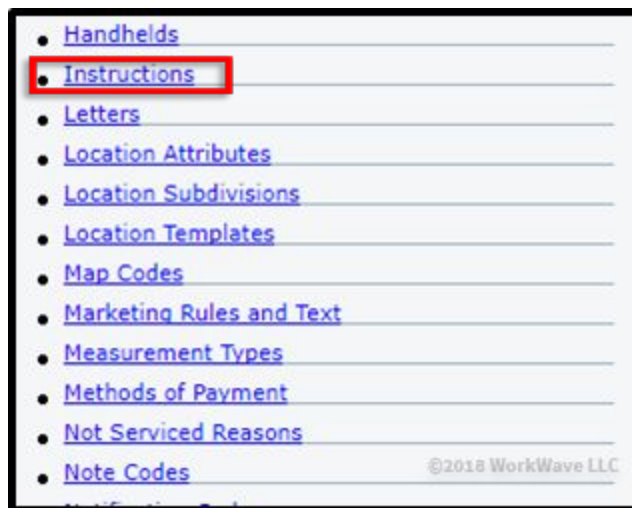 Handhelds
Instructions
Letters
Location Attributes
Location Subdivisions
Location Templates
Map Codes
Marketing Rules and Text
Measurement Types
Methods of Payment
Not Serviced Reasons
Note Codes
©2018 WorkWave LLC